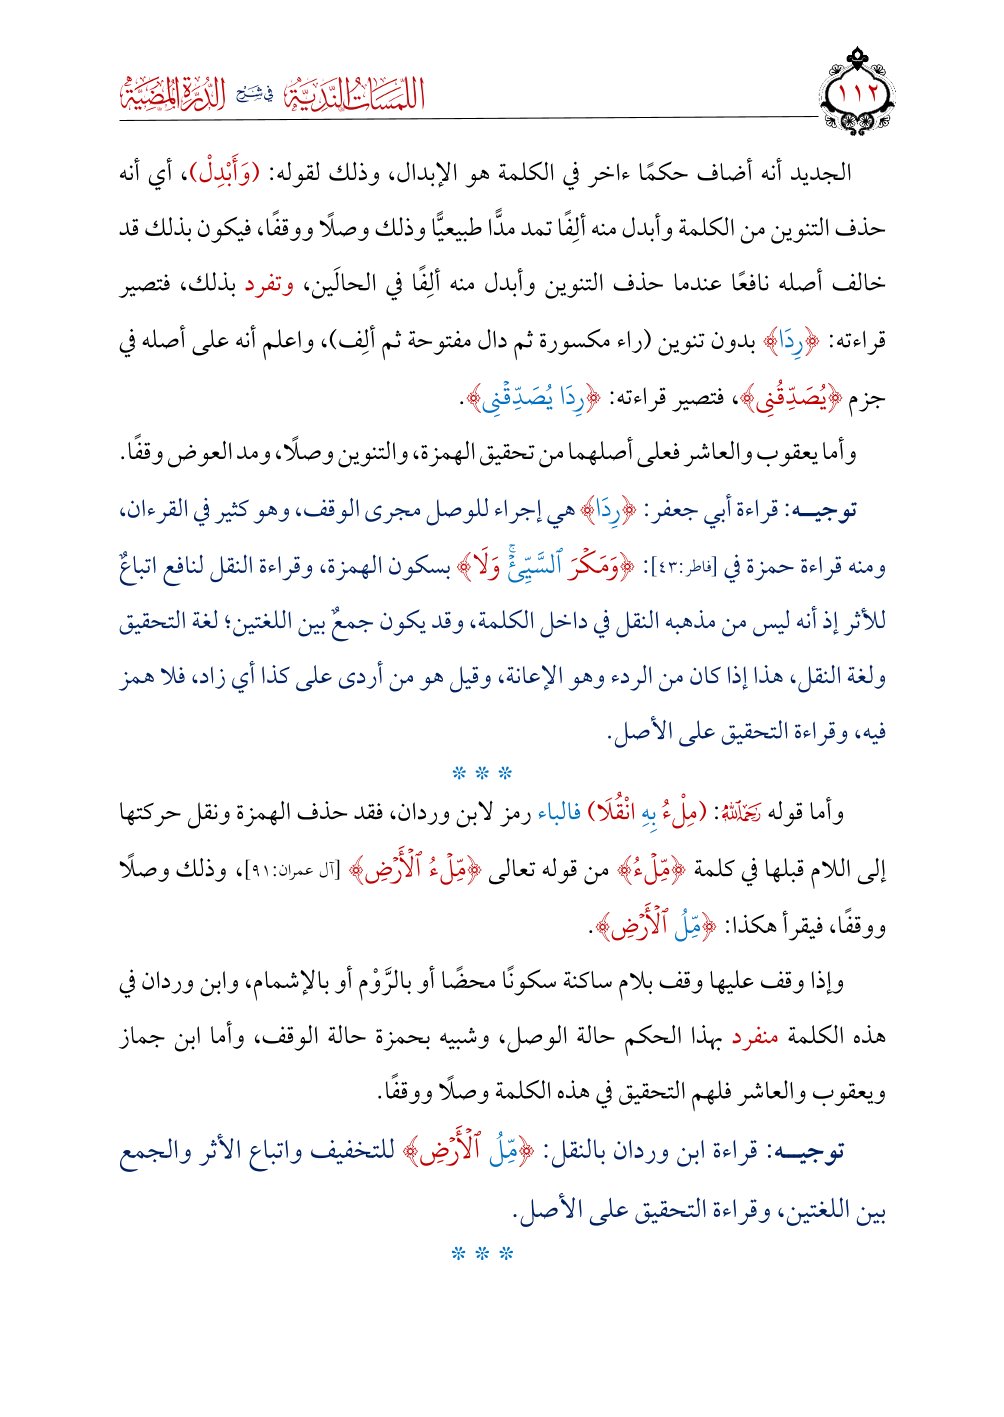 اللمسات الندية في شرح الدرة المضية
١١٢
الجديد أنه أضاف حكمًا ءاخر في الكلمة هو الإبدال، وذلك لقوله: (وَأَبْدِلْ)، أي أنه
حذف التنوين من الكلمة وأبدل منه ألِفًا تمد مدًّا طبيعيًّا وذلك وصلًا ووقفًا، فيكون بذلك قد
خالف أصله نافعًا عندما حذف التنوين وأبدل منه ألِفًا في الحالَين، وتفرد بذلك، فتصير
قراءته: ﴿رِدَا﴾ بدون تنوين (راء مكسورة ثم دال مفتوحة ثم ألِف)، واعلم أنه على أصله في
جزم ﴿يُصَدِّقُنِى﴾، فتصير قراءته: ﴿رِدَا يُصَدِّقْنِى﴾.
وأما يعقوب والعاشر فعلى أصلهما من تحقيق الهمزة، والتنوين وصلًا، ومد العوض وقفًا.
توجيـــه: قراءة أبي جعفر: ﴿رِدَا﴾ هي إجراء للوصل مجرى الوقف، وهو كثير في القرءان،
ومنه قراءة حمزة في [فاطر:٤٣]: ﴿وَمَكْرَ ٱلسَّيِّئْۚ وَلَا﴾ بسكون الهمزة، وقراءة النقل لنافع اتباعٌ
للأثر إذ أنه ليس من مذهبه النقل في داخل الكلمة، وقد يكون جمعٌ بين اللغتين؛ لغة التحقيق
ولغة النقل، هذا إذا كان من الردء وهو الإعانة، وقيل هو من أردى على كذا أي زاد، فلا همز
فيه، وقراءة التحقيق على الأصل.
* * *
وأما قوله رَحِمَهُ ٱللَّهُ: (مِلْءُ بِهِ انْقُلَا) فالباء رمز لابن وردان، فقد حذف الهمزة ونقل حركتها
إلى اللام قبلها في كلمة ﴿مِّلْءُ﴾ من قوله تعالى ﴿مِّلْءُ ٱلْأَرْضِ﴾ [آل عمران:٩١]، وذلك وصلًا
ووقفًا، فيقرأ هكذا: ﴿مِّلُ ٱلْأَرْضِ﴾.
وإذا وقف عليها وقف بلام ساكنة سكونًا محضًا أو بالرَّوْم أو بالإشمام، وابن وردان في
هذه الكلمة منفرد بهذا الحكم حالة الوصل، وشبيه بحمزة حالة الوقف، وأما ابن جماز
ويعقوب والعاشر فلهم التحقيق في هذه الكلمة وصلًا ووقفًا.
توجيـــه: قراءة ابن وردان بالنقل: ﴿مِّلُ ٱلْأَرْضِ﴾ للتخفيف واتباع الأثر والجمع
بين اللغتين، وقراءة التحقيق على الأصل.
* * *